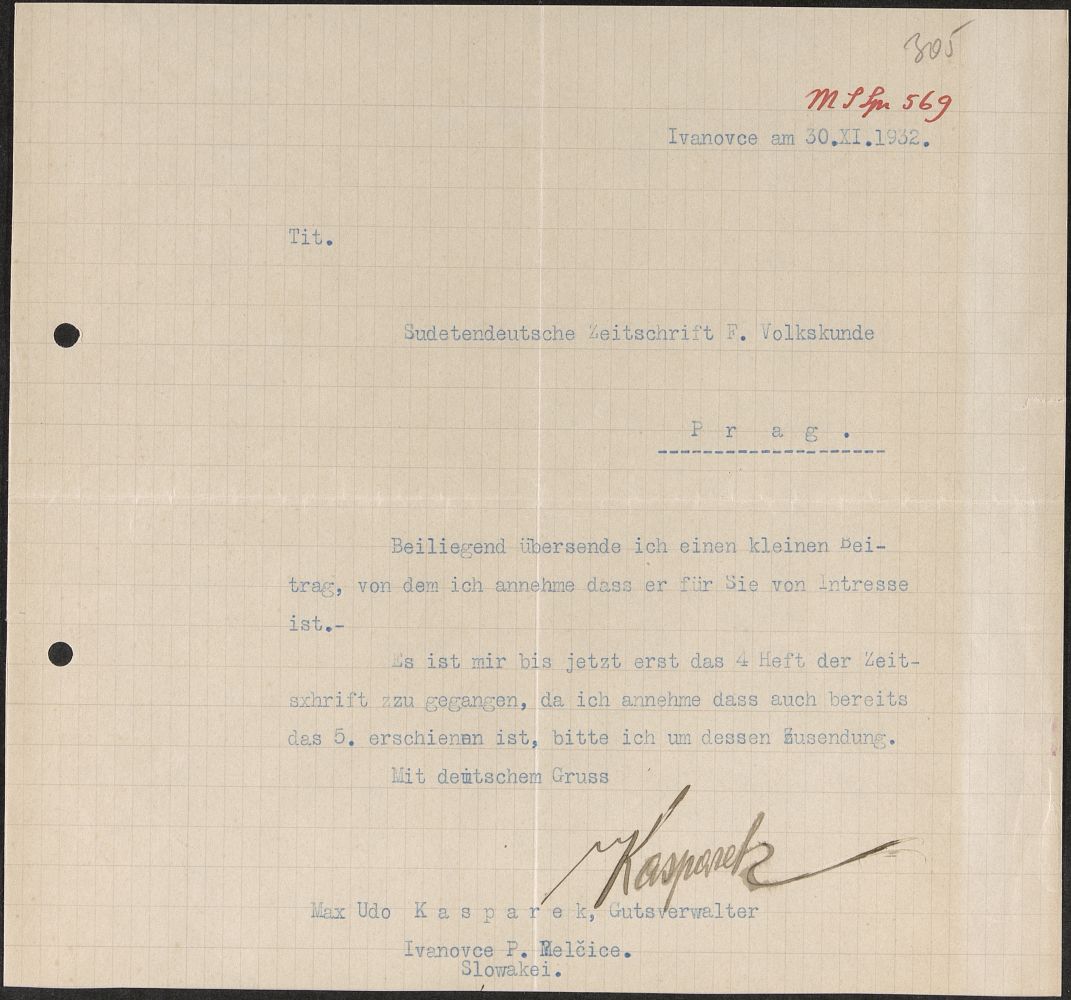 305
M S Spr 569
Ivanovce am 30.XI.1932.
Tit.
Sudetendeutsche Zeitschrift F. Volkskunde
P r a g .
Beiliegend übersende ich einen kleinen Bei-
trag, von dem ich annehme dass er für Sie von Intresse
ist.-
Es ist mir bis jetzt erst das 4 Heft der Zeit-
sxhrift zzu gegangen, da ich annehme dass auch bereits
das 5. erschienen ist, bitte ich um dessen Zusendung.
Mit deutschem Gruss
Kasparek
Max Udo K a s p a r e k, Gutsverwalter
Ivanovce P. Melčice.
Slowakei.